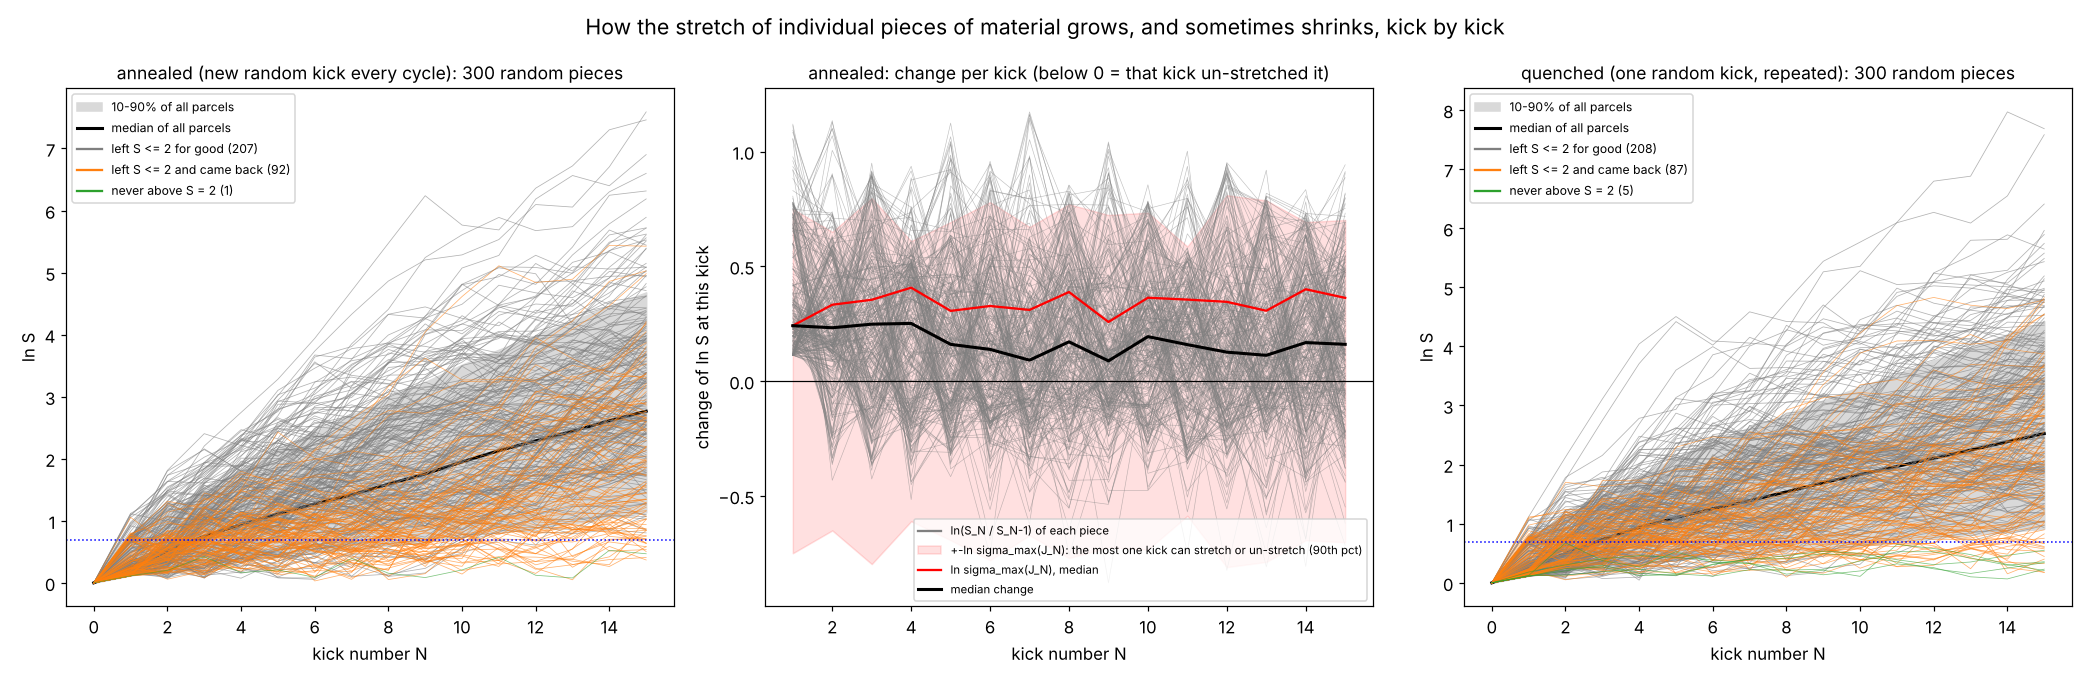 How the stretch of individual pieces of material grows, and sometimes shrinks, kick by kick
annealed (new random kick every cycle): 300 random pieces
10-90% of all parcels
median of all parcels
left S <= 2 for good (207)
left S <= 2 and came back (92)
never above S = 2 (1)
ln S
7
6
5
4
3
2
1
0
0 2 4 6 8 10 12 14
kick number N
annealed: change per kick (below 0 = that kick un-stretched it)
change of ln S at this kick
1.0
0.5
0.0
−0.5
ln(S_N / S_N-1) of each piece
+-ln sigma_max(J_N): the most one kick can stretch or un-stretch (90th pct)
ln sigma_max(J_N), median
median change
2 4 6 8 10 12 14
kick number N
quenched (one random kick, repeated): 300 random pieces
10-90% of all parcels
median of all parcels
left S <= 2 for good (208)
left S <= 2 and came back (87)
never above S = 2 (5)
ln S
8
7
6
5
4
3
2
1
0
0 2 4 6 8 10 12 14
kick number N